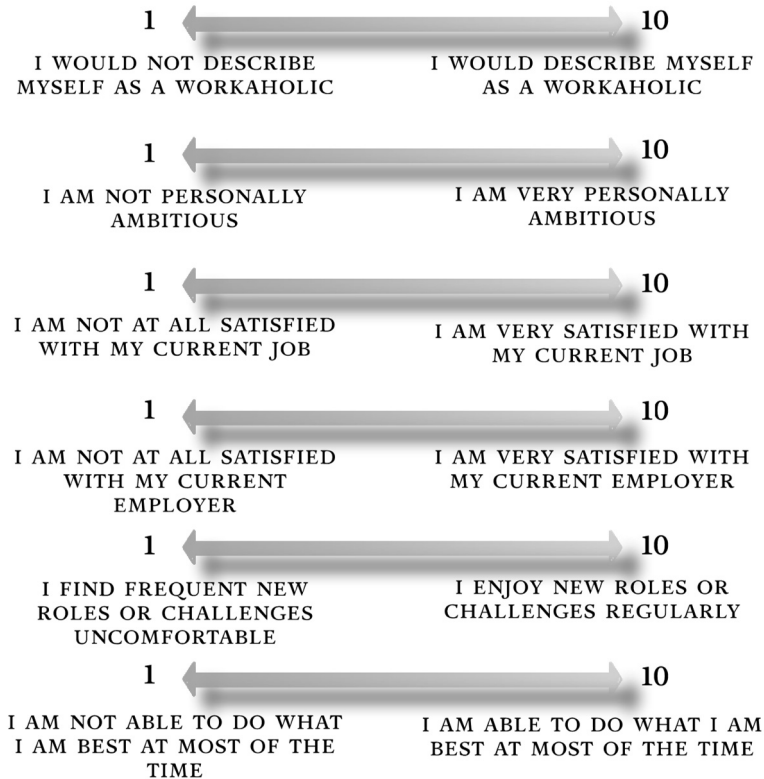 1 10
I WOULD NOT DESCRIBE
MYSELF AS A WORKAHOLIC
I WOULD DESCRIBE MYSELF
AS A WORKAHOLIC
1 10
I AM NOT PERSONALLY
AMBITIOUS
I AM VERY PERSONALLY
AMBITIOUS
1 10
I AM NOT AT ALL SATISFIED
WITH MY CURRENT JOB
I AM VERY SATISFIED WITH
MY CURRENT JOB
1 10
I AM NOT AT ALL SATISFIED
WITH MY CURRENT
EMPLOYER
I AM VERY SATISFIED WITH
MY CURRENT EMPLOYER
1 10
I FIND FREQUENT NEW
ROLES OR CHALLENGES
UNCOMFORTABLE
I ENJOY NEW ROLES OR
CHALLENGES REGULARLY
1 10
I AM NOT ABLE TO DO WHAT
I AM BEST AT MOST OF THE
TIME
I AM ABLE TO DO WHAT I AM
BEST AT MOST OF THE TIME